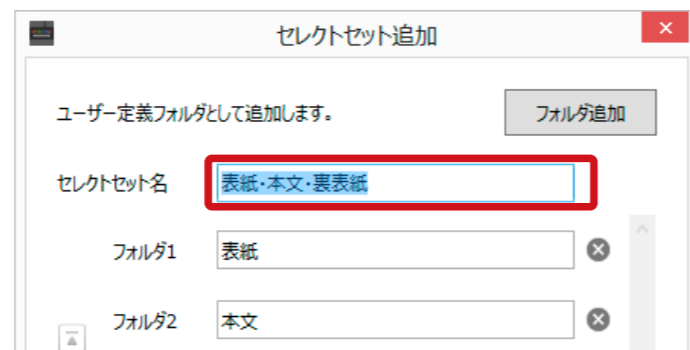 セレクトセット追加
ユーザー定義フォルダとして追加します。
フォルダ追加
セレクトセット名
表紙・本文・裏表紙
フォルダ1
表紙
フォルダ2
本文